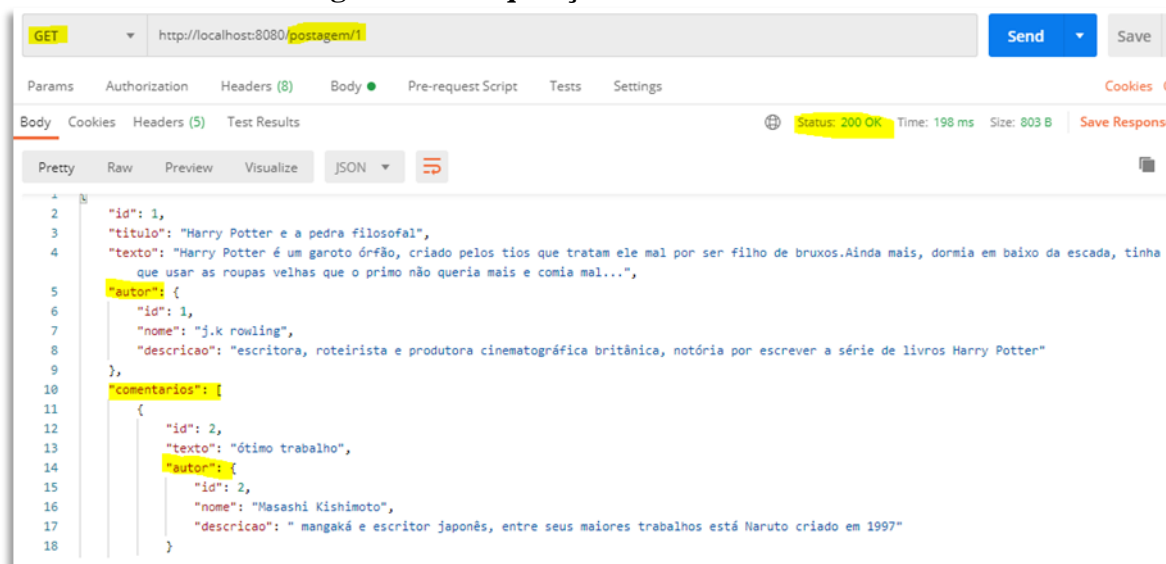 GET http://localhost:8080/postagem/1 Send Save
Params Authorization Headers (8) Body Pre-request Script Tests Settings Cookies
Body Cookies Headers (5) Test Results Status: 200 OK Time: 198 ms Size: 803 B Save Respons
Pretty Raw Preview Visualize JSON
1
2 "id": 1,
3 "titulo": "Harry Potter e a pedra filosofal",
4 "texto": "Harry Potter é um garoto órfão, criado pelos tios que tratam ele mal por ser filho de bruxos.Ainda mais, dormia em baixo da escada, tinha
que usar as roupas velhas que o primo não queria mais e comia mal...",
5 "autor": {
6 "id": 1,
7 "nome": "j.k rowling",
8 "descricao": "escritora, roteirista e produtora cinematográfica britânica, notória por escrever a série de livros Harry Potter"
9 },
10 "comentarios": [
11 {
12 "id": 2,
13 "texto": "ótimo trabalho",
14 "autor": {
15 "id": 2,
16 "nome": "Masashi Kishimoto",
17 "descricao": " mangaká e escritor japonês, entre seus maiores trabalhos está Naruto criado em 1997"
18 }